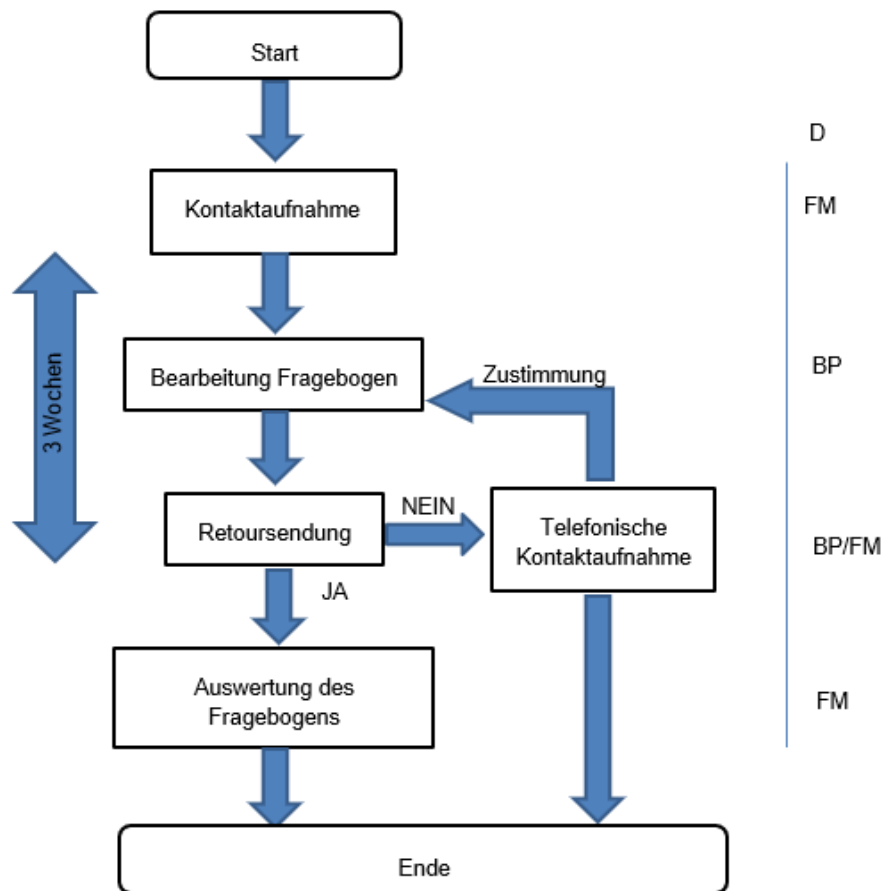 Start
D
Kontaktaufnahme
FM
3 Wochen
Bearbeitung Fragebogen
Zustimmung
BP
Retoursendung
NEIN
Telefonische
Kontaktaufnahme
BP/FM
JA
Auswertung des
Fragebogens
FM
Ende